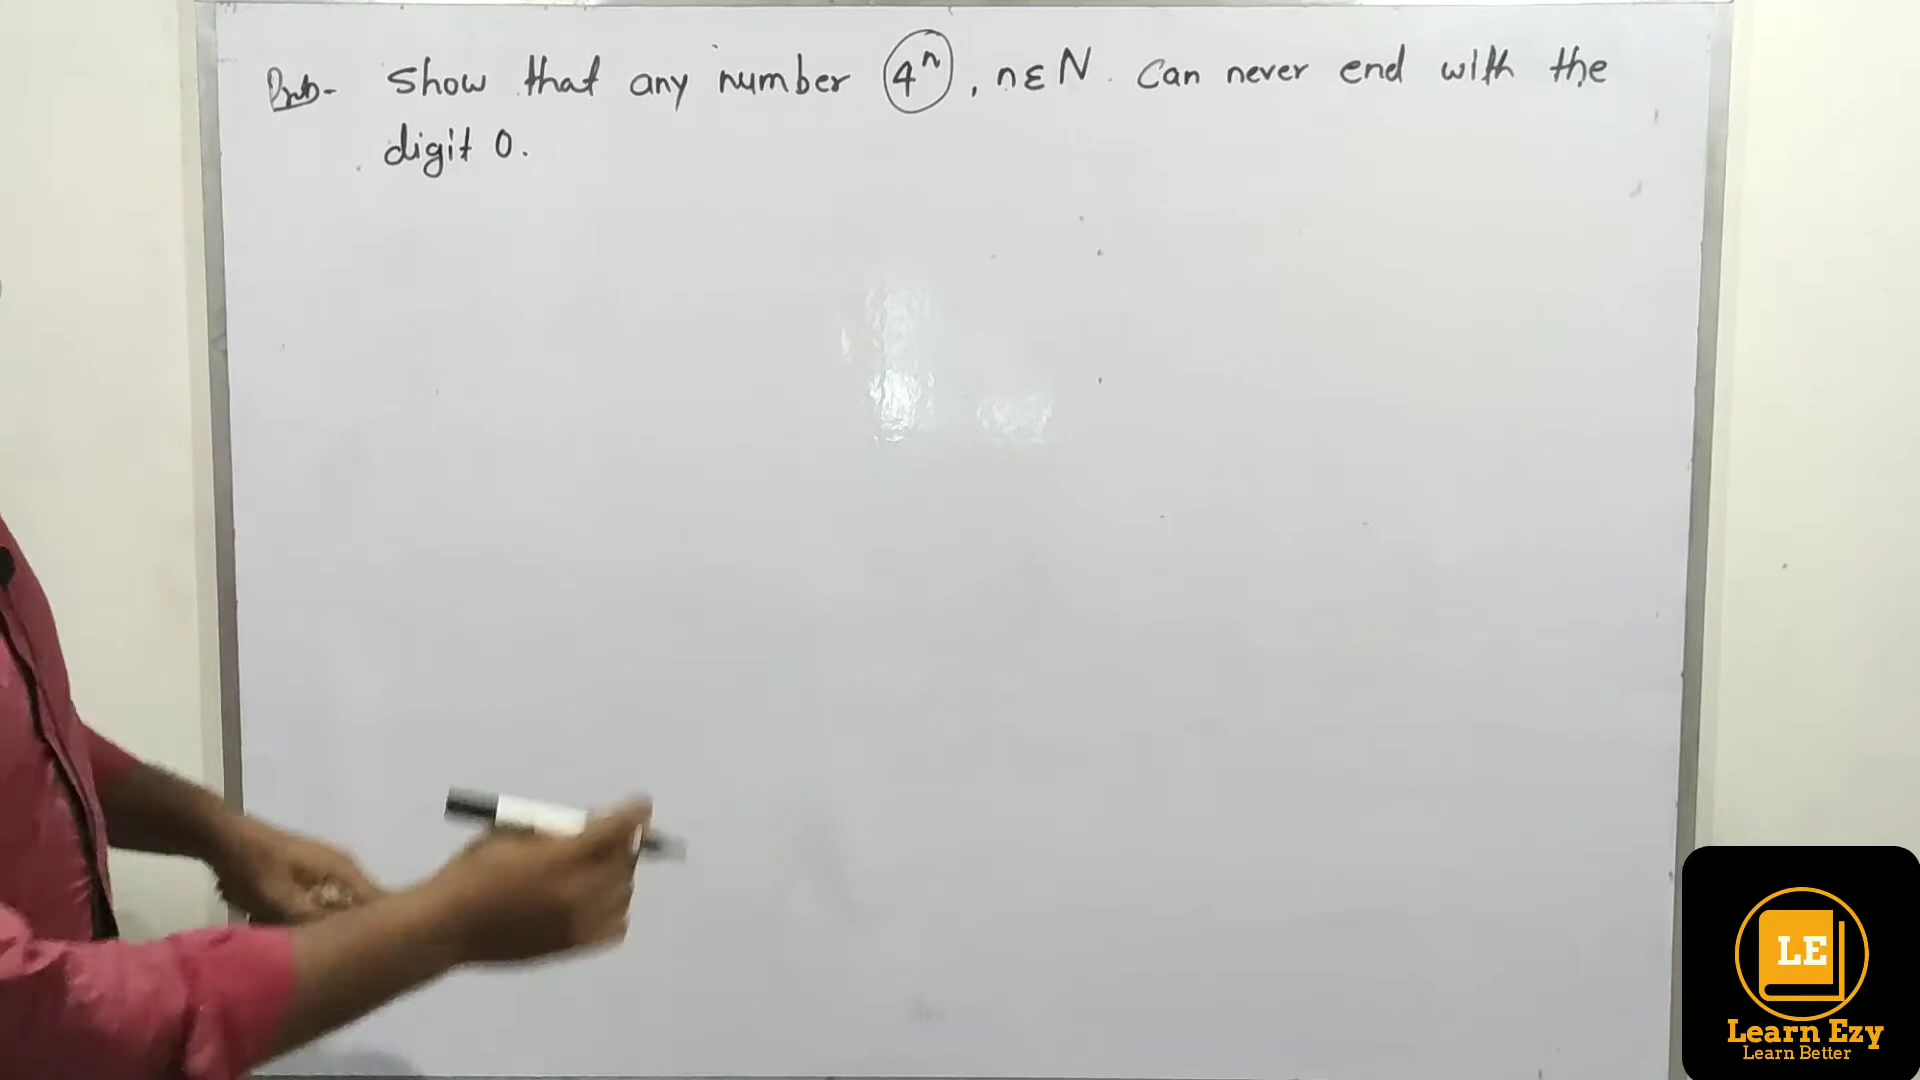 Prob- Show that any number 4ⁿ, n ε N. Can never end with the
digit 0.
LE
Learn Ezy
Learn Better